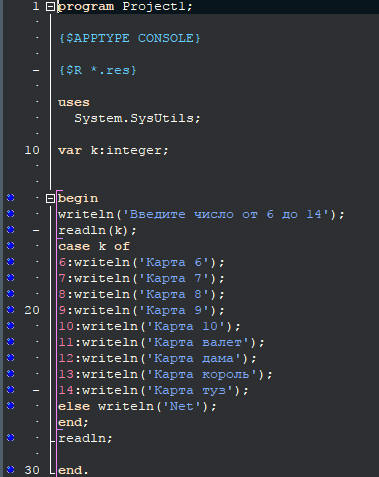 1 program Project1;
{$APPTYPE CONSOLE}
{$R *.res}
uses
System.SysUtils;
10 var k:integer;
begin
writeln('Введите число от 6 до 14');
readln(k);
case k of
6:writeln('Карта 6');
7:writeln('Карта 7');
8:writeln('Карта 8');
20 9:writeln('Карта 9');
10:writeln('Карта 10');
11:writeln('Карта валет');
12:writeln('Карта дама');
13:writeln('Карта король');
14:writeln('Карта туз');
else writeln('Net');
end;
readln;
30 end.